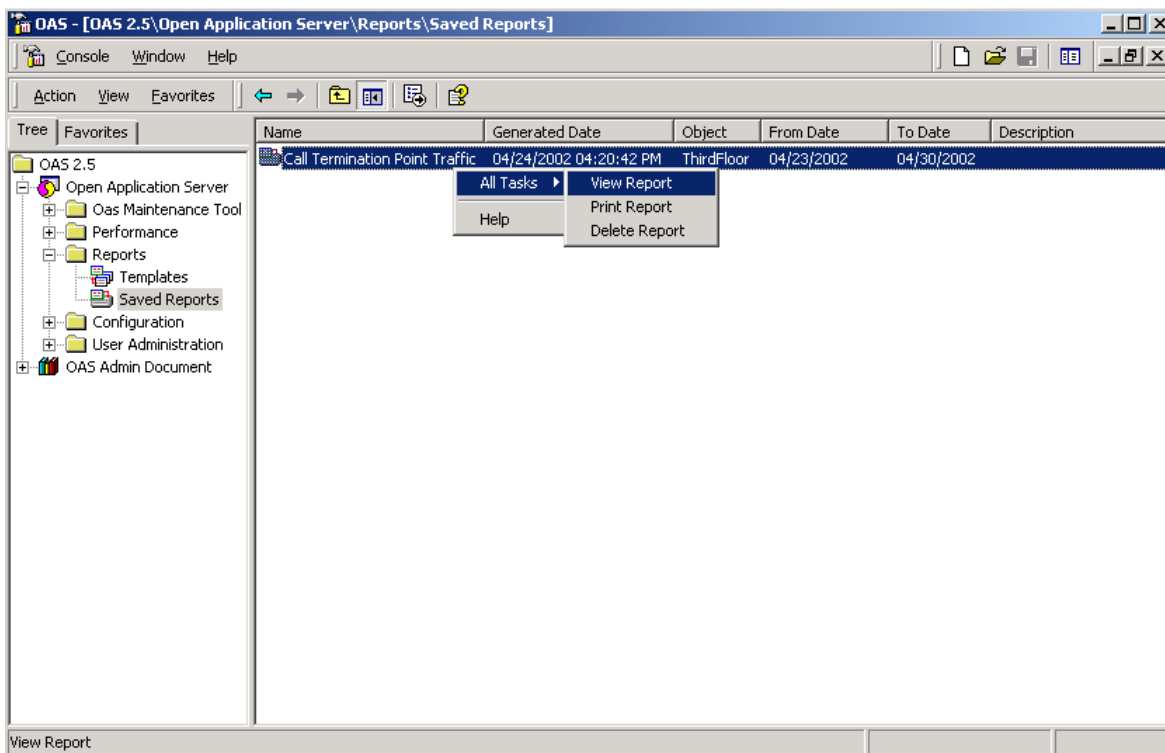 OAS - [OAS 2.5\Open Application Server\Reports\Saved Reports]
Console Window Help
Action View Favorites
Tree Favorites
Name Generated Date Object From Date To Date Description
OAS 2.5
Call Termination Point Traffic 04/24/2002 04:20:42 PM ThirdFloor 04/23/2002 04/30/2002
Open Application Server
All Tasks View Report
Oas Maintenance Tool
Print Report
Help
Performance
Delete Report
Reports
Templates
Saved Reports
Configuration
User Administration
OAS Admin Document
View Report